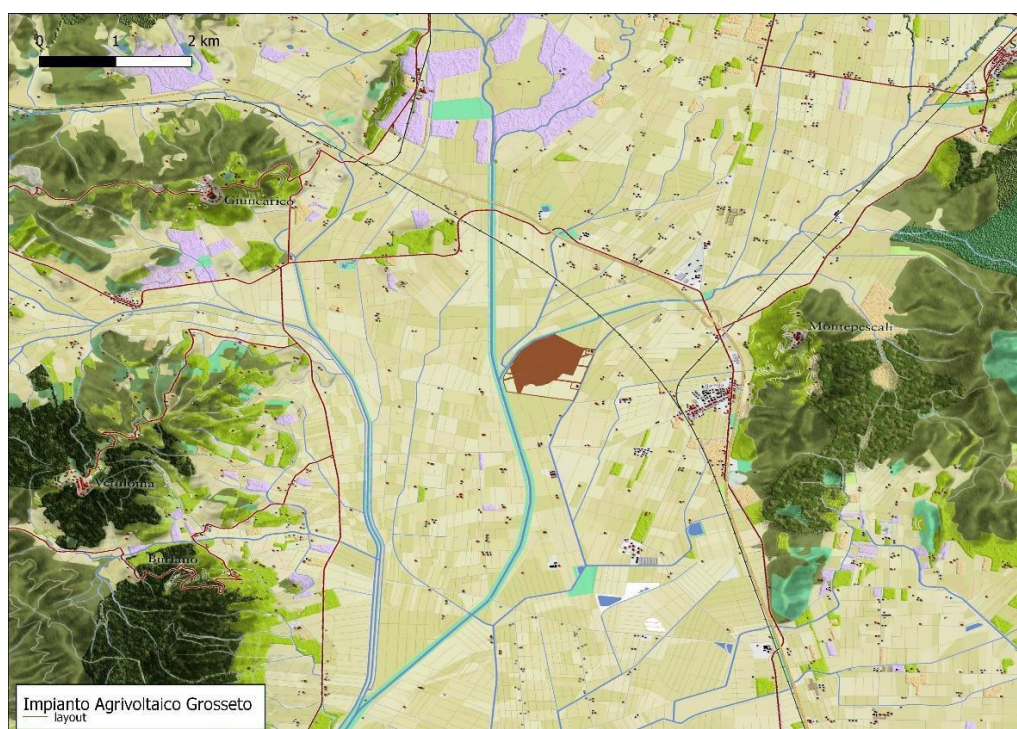 0 1 2 km
Giuncarico
Montepescali
Vetulonia
Buriano
Impianto Agrivoltaico Grosseto
layout